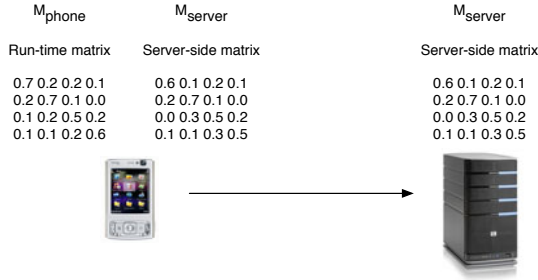 Mphone Mserver Mserver
Run-time matrix Server-side matrix Server-side matrix
0.7 0.2 0.2 0.1 0.6 0.1 0.2 0.1 0.6 0.1 0.2 0.1
0.2 0.7 0.1 0.0 0.2 0.7 0.1 0.0 0.2 0.7 0.1 0.0
0.1 0.2 0.5 0.2 0.0 0.3 0.5 0.2 0.0 0.3 0.5 0.2
0.1 0.1 0.2 0.6 0.1 0.1 0.3 0.5 0.1 0.1 0.3 0.5